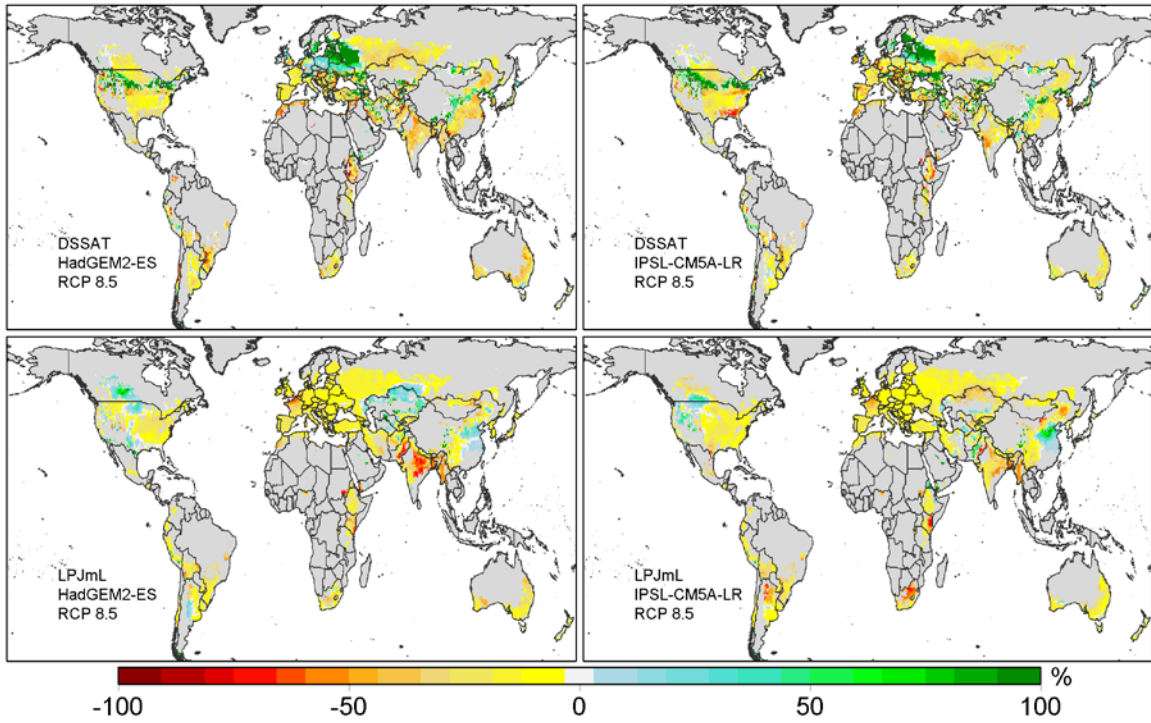 DSSAT
HadGEM2-ES
RCP 8.5
DSSAT
IPSL-CM5A-LR
RCP 8.5
LPJmL
HadGEM2-ES
RCP 8.5
LPJmL
IPSL-CM5A-LR
RCP 8.5
%
-100 -50 0 50 100